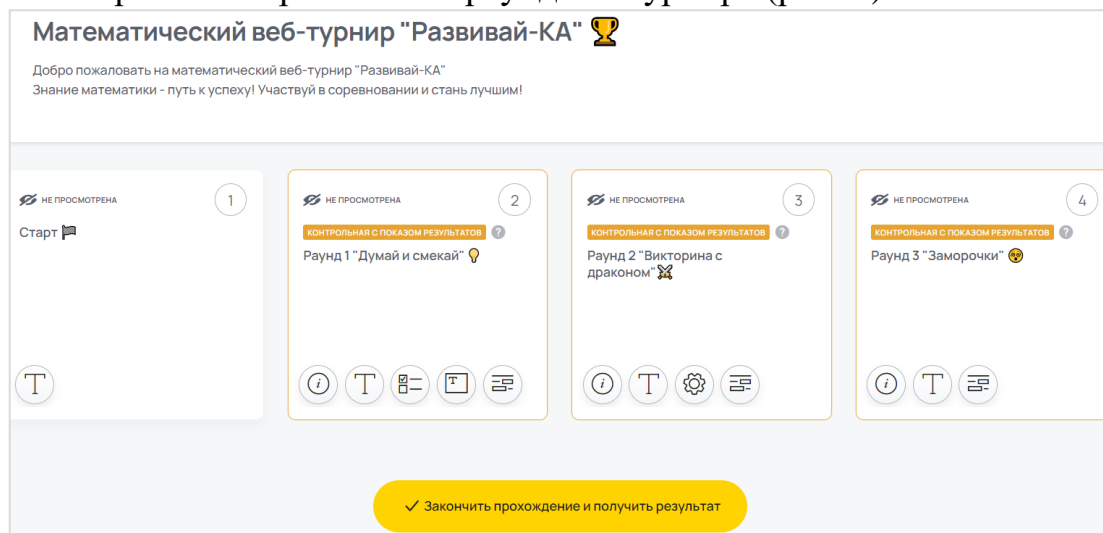 Математический веб-турнир "Развивай-КА" 🏆
Добро пожаловать на математический веб-турнир "Развивай-КА"
Знание математики - путь к успеху! Участвуй в соревновании и стань лучшим!
НЕ ПРОСМОТРЕНА 1
Старт
T
НЕ ПРОСМОТРЕНА 2
КОНТРОЛЬНАЯ С ПОКАЗОМ РЕЗУЛЬТАТОВ ?
Раунд 1 "Думай и смекай"
i T T
НЕ ПРОСМОТРЕНА 3
КОНТРОЛЬНАЯ С ПОКАЗОМ РЕЗУЛЬТАТОВ ?
Раунд 2 "Викторина с
драконом"
i T
НЕ ПРОСМОТРЕНА 4
КОНТРОЛЬНАЯ С ПОКАЗОМ РЕЗУЛЬТАТОВ ?
Раунд 3 "Заморочки"
i T
Закончить прохождение и получить результат